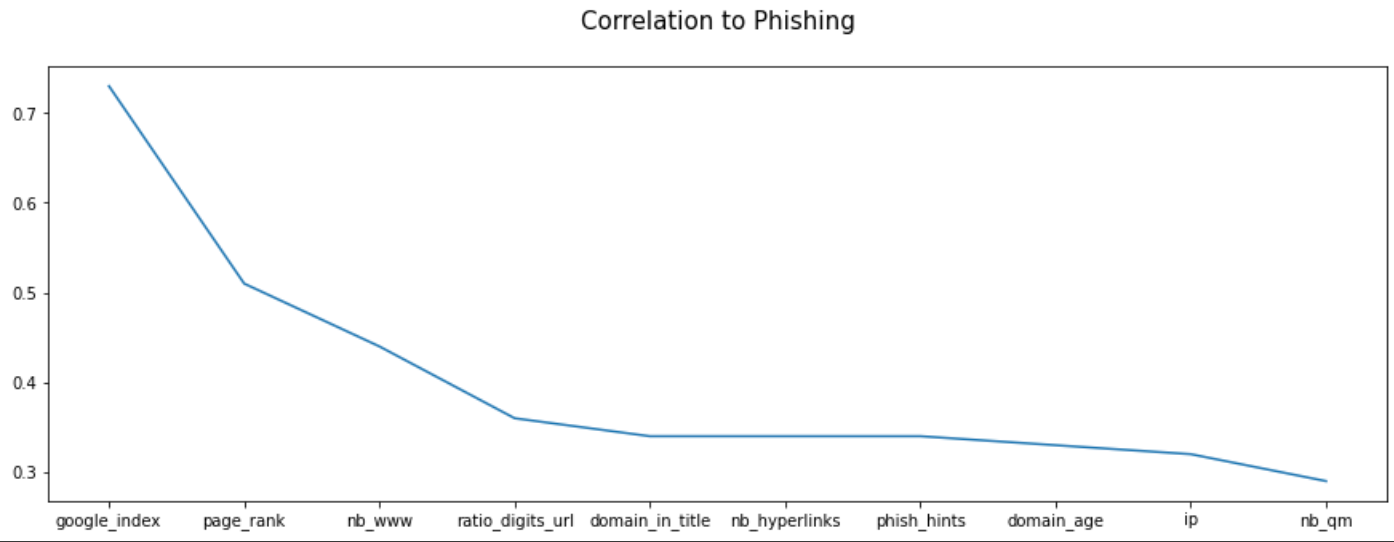 Correlation to Phishing
0.7
0.6
0.5
0.4
0.3
google_index page_rank nb_www ratio_digits_url domain_in_title nb_hyperlinks phish_hints domain_age ip nb_qm